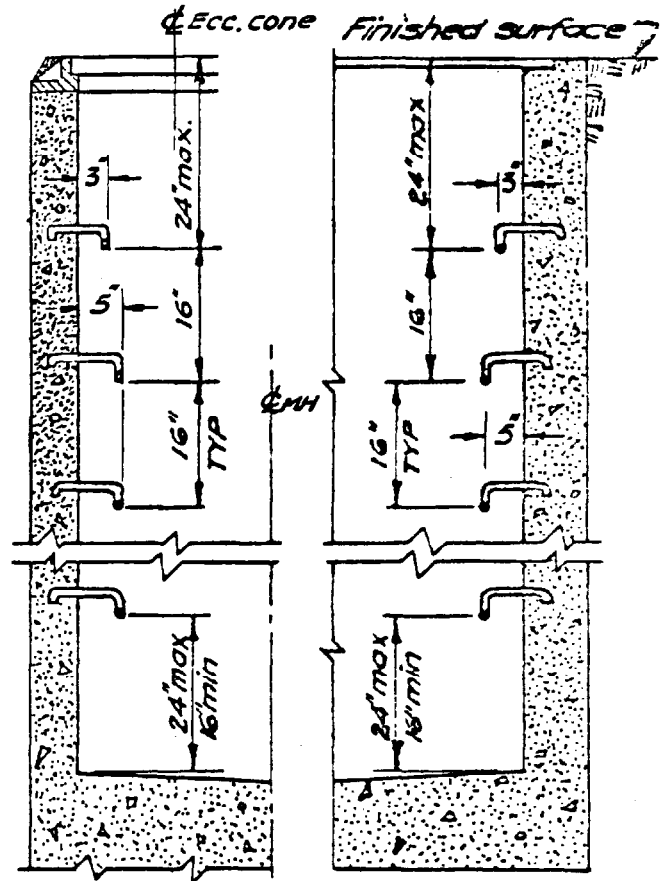 ℄ Ecc. cone
Finished surface
3"
24"max.
24"max
3"
5"
16"
16"
℄MH
16"
TYP
16"
TYP
5"
24"max
16"min
24"max
16"min